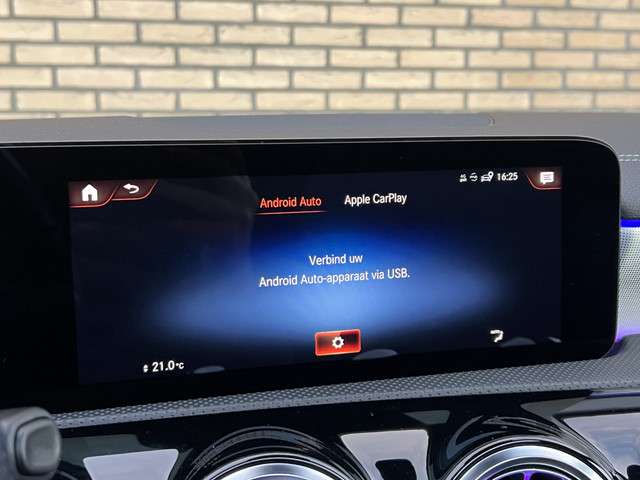 16:25
Android Auto
Apple CarPlay
Verbind uw
Android Auto-apparaat via USB.
21.0°C